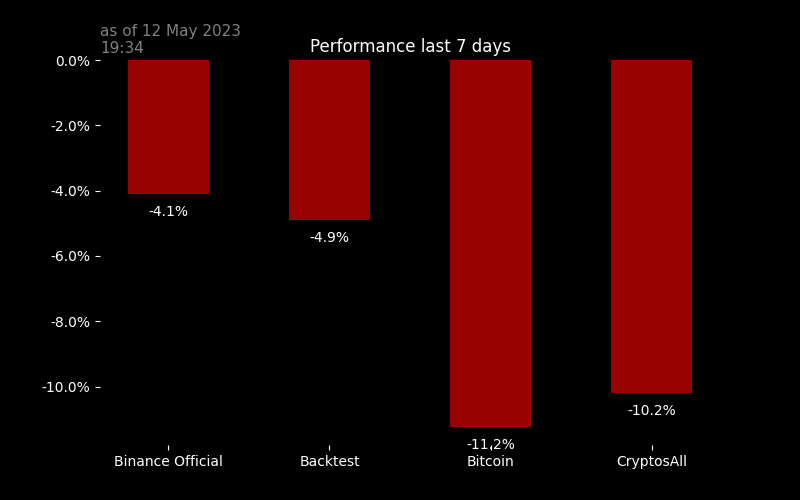 as of 12 May 2023
19:34
Performance last 7 days
0.0%
-2.0%
-4.0%
-6.0%
-8.0%
-10.0%
-4.1%
-4.9%
-11.2%
-10.2%
Binance Official
Backtest
Bitcoin
CryptosAll